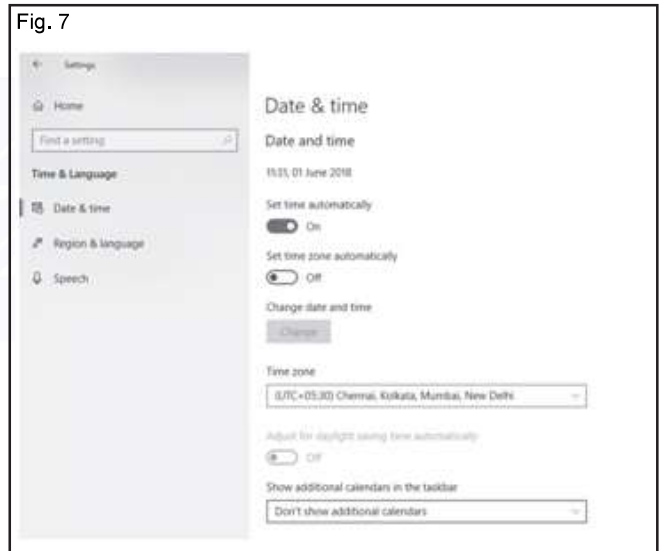 Fig. 7
Settings
Home
Find a setting
Time & Language
Date & time
Region & language
Speech
Date & time
Date and time
11:31, 01 June 2018
Set time automatically
On
Set time zone automatically
Off
Change date and time
Change
Time zone
(UTC+05:30) Chennai, Kolkata, Mumbai, New Delhi
Adjust for daylight saving time automatically
Off
Show additional calendars in the taskbar
Don't show additional calendars